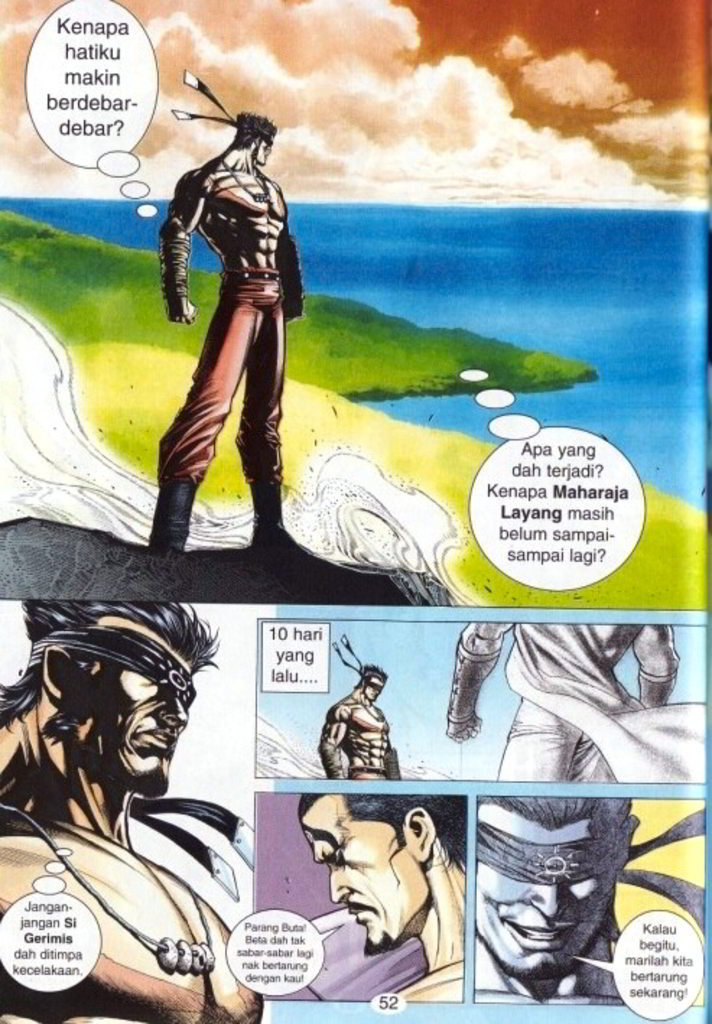 Kenapa
hatiku
makin
berdebar-
debar?
Apa yang
dah terjadi?
Kenapa Maharaja
Layang masih
belum sampai-
sampai lagi?
10 hari
yang
lalu....
Jangan-
jangan Si
Gerimis
dah ditimpa
kecelakaan.
Parang Buta!
Beta dah tak
sabar-sabar lagi
nak bertarung
dengan kau!
Kalau
begitu,
marilah kita
bertarung
sekarang!
52